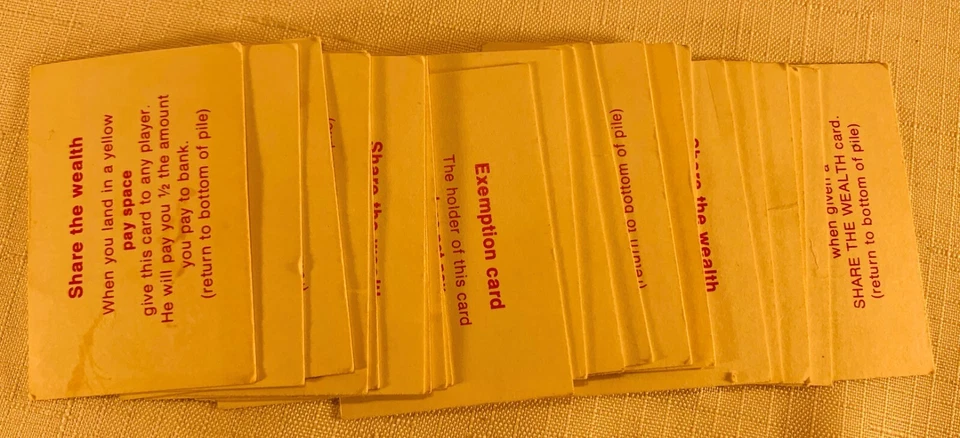 Share the wealth
When you land in a yellow
pay space
give this card to any player.
He will pay you 1/2 the amount
you pay to bank.
(return to bottom of pile)
Share the
Exemption card
The holder of this card
bottom of pile)
the wealth
when given a
SHARE THE WEALTH card.
(return to bottom of pile)